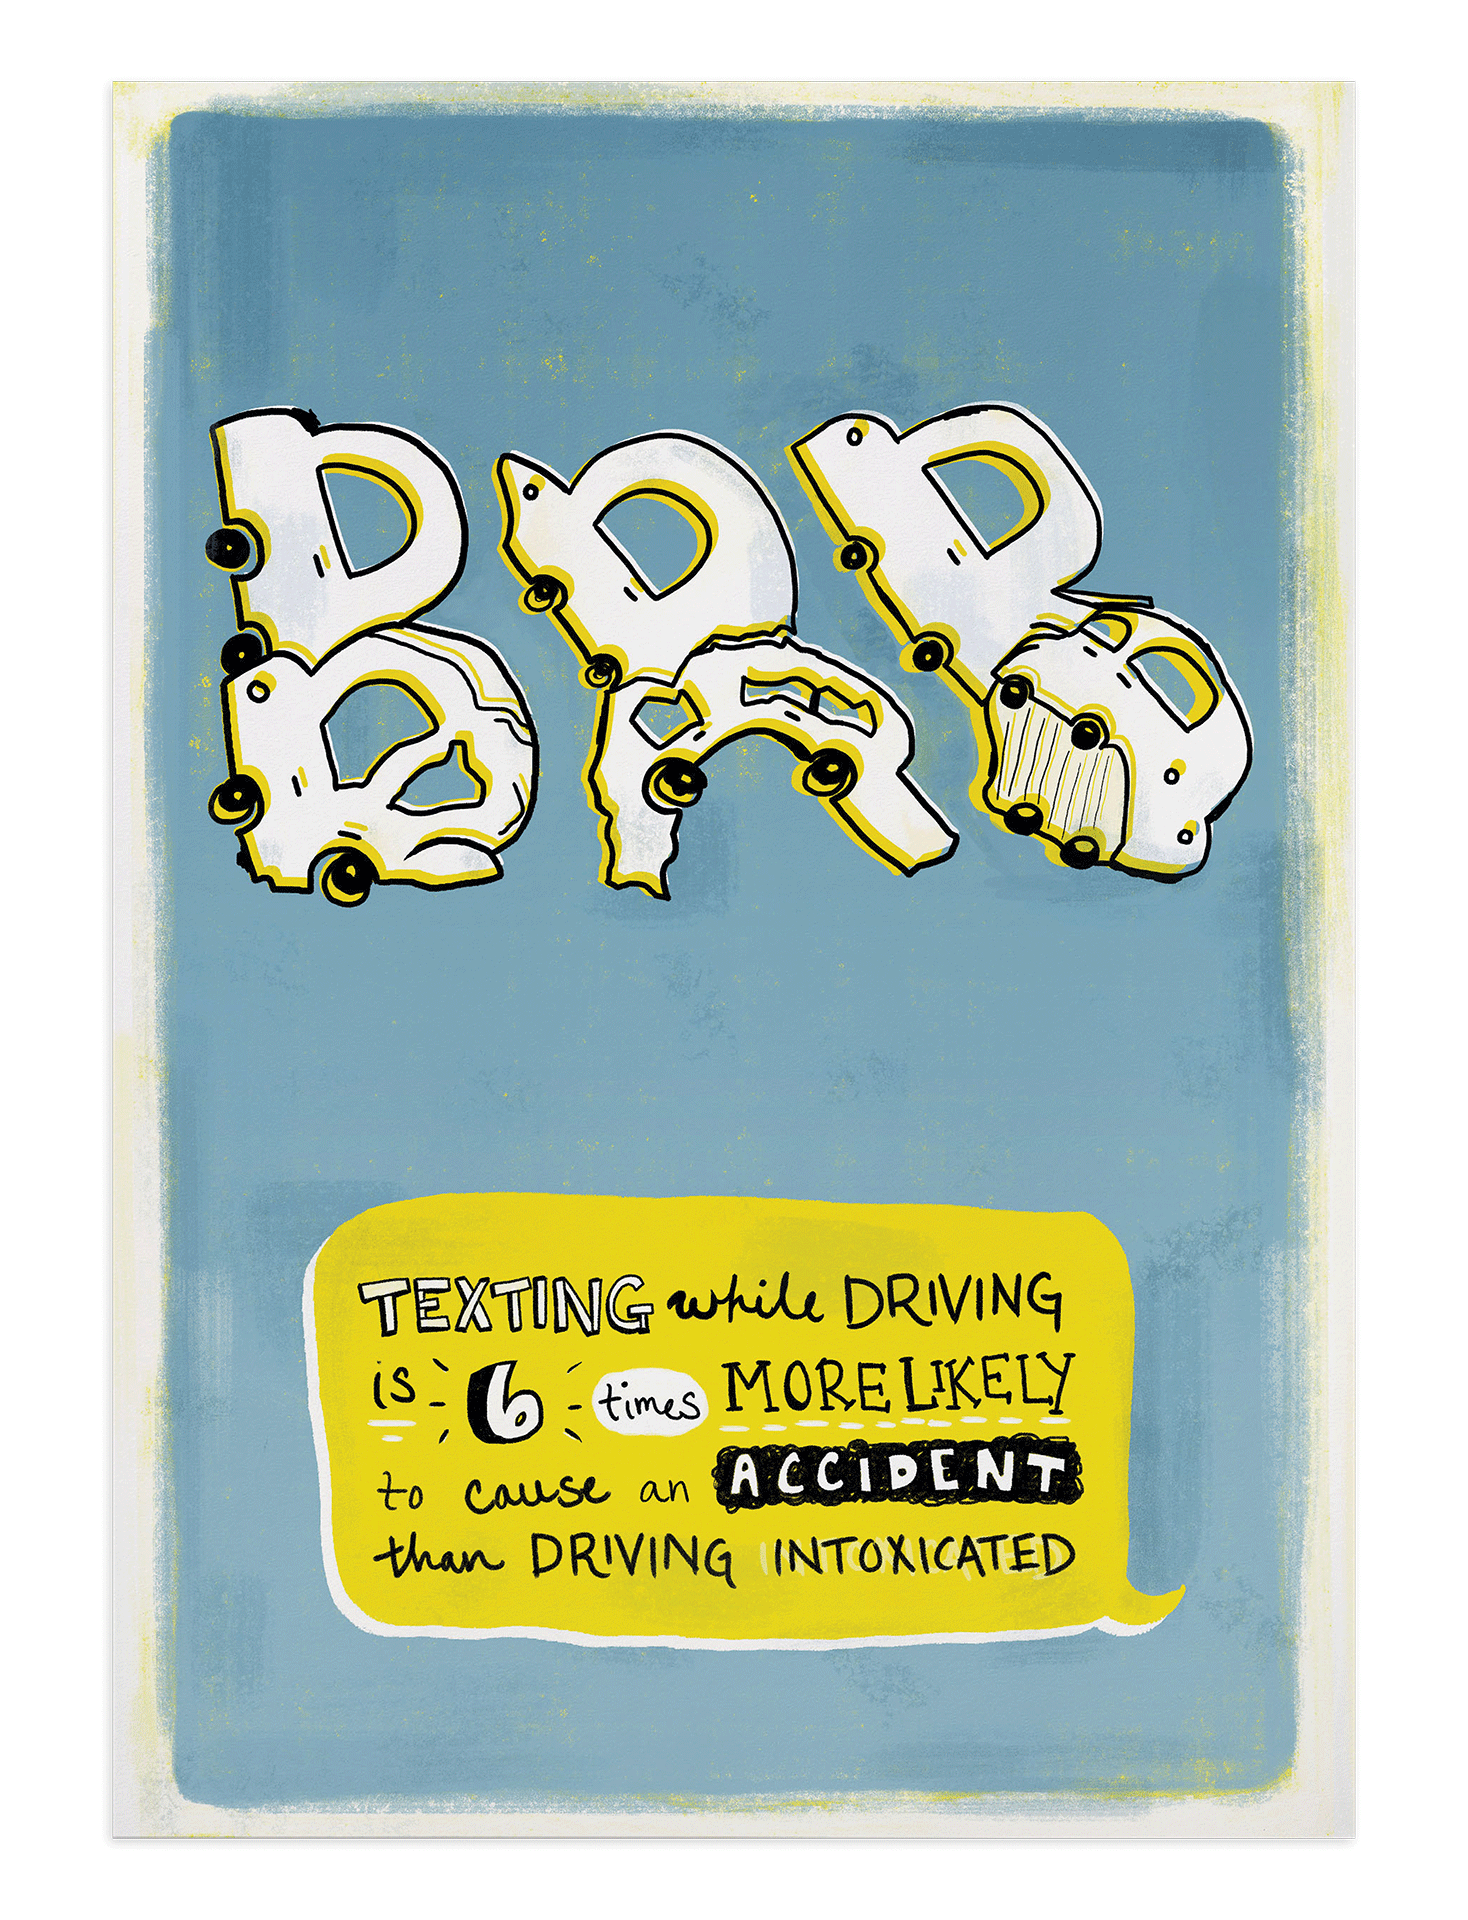 BRB
TEXTING while DRIVING
is 6 times MORE LIKELY
to cause an ACCIDENT
than DRIVING INTOXICATED